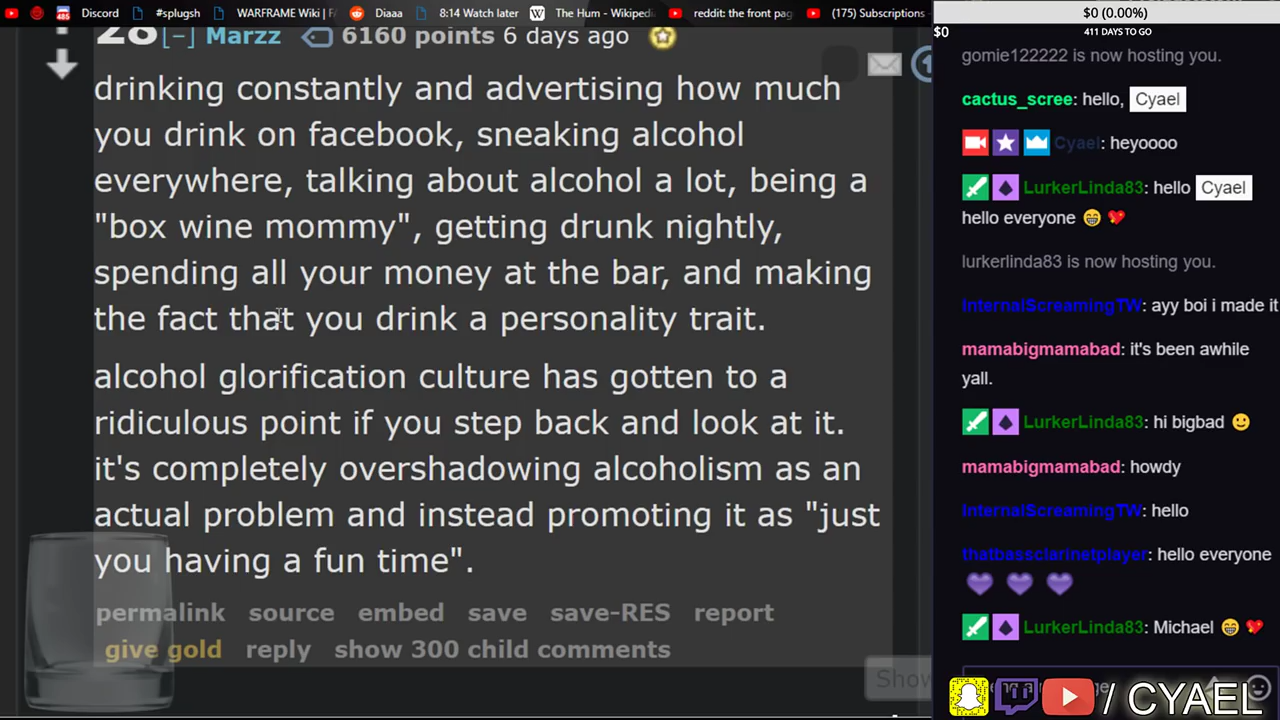 Discord
#splugsh
WARFRAME Wiki | FA
Diaaa
8:14 Watch later
The Hum - Wikipedi
reddit: the front pag
(175) Subscriptions -
28 [–] Marzz 6160 points 6 days ago
drinking constantly and advertising how much
you drink on facebook, sneaking alcohol
everywhere, talking about alcohol a lot, being a
"box wine mommy", getting drunk nightly,
spending all your money at the bar, and making
the fact that you drink a personality trait.
alcohol glorification culture has gotten to a
ridiculous point if you step back and look at it.
it's completely overshadowing alcoholism as an
actual problem and instead promoting it as "just
you having a fun time".
permalink source embed save save-RES report
give gold reply show 300 child comments
Show
$0 (0.00%)
$0
411 DAYS TO GO
gomie122222 is now hosting you.
cactus_scree: hello, Cyael
Cyael: heyoooo
LurkerLinda83: hello Cyael
hello everyone
lurkerlinda83 is now hosting you.
InternalScreamingTW: ayy boi i made it
mamabigmamabad: it's been awhile
yall.
LurkerLinda83: hi bigbad
mamabigmamabad: howdy
InternalScreamingTW: hello
thatbassclarinetplayer: hello everyone
LurkerLinda83: Michael
/ CYAEL